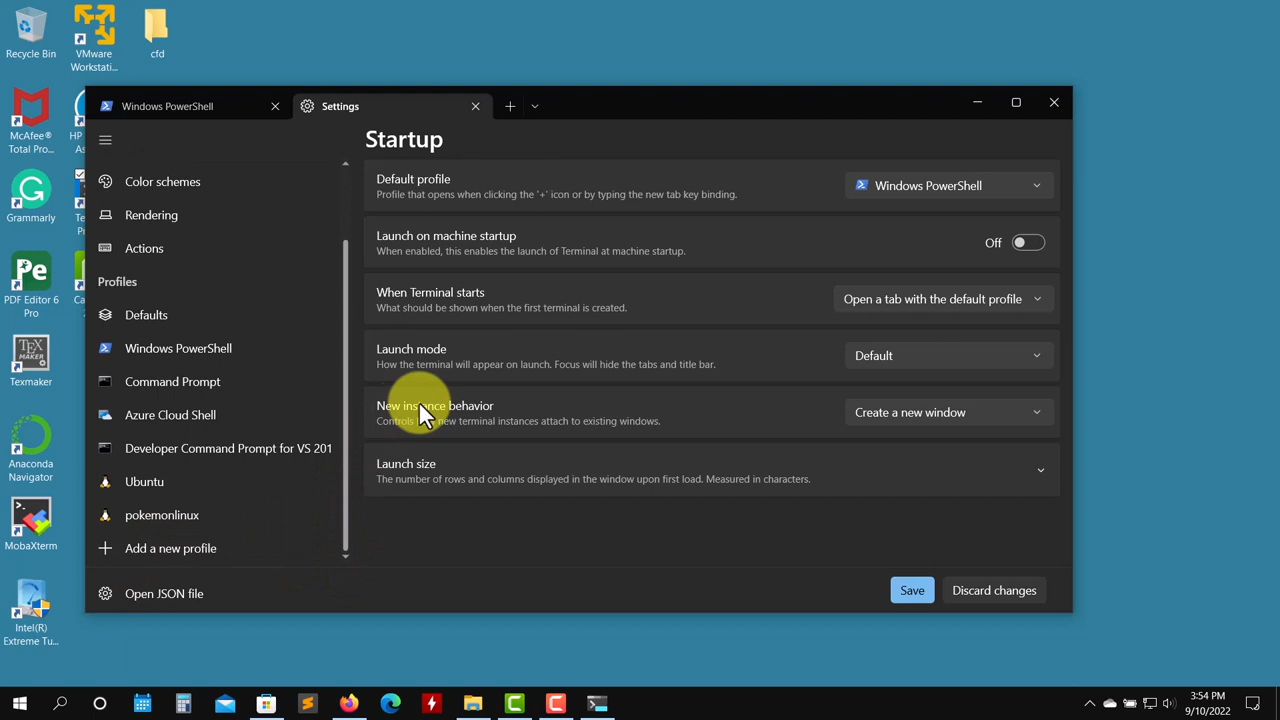 Recycle Bin
VMware
Workstati...
cfd
McAfee®
Total Pro...
HP
As
Grammarly
Te
Pr
PDF Editor 6
Pro
Ca
Texmaker
Anaconda
Navigator
MobaXterm
Intel(R)
Extreme Tu...
Windows PowerShell
Settings
Color schemes
Rendering
Actions
Profiles
Defaults
Windows PowerShell
Command Prompt
Azure Cloud Shell
Developer Command Prompt for VS 201
Ubuntu
pokemonlinux
Add a new profile
Open JSON file
Startup
Default profile
Profile that opens when clicking the '+' icon or by typing the new tab key binding.
Windows PowerShell
Launch on machine startup
When enabled, this enables the launch of Terminal at machine startup.
Off
When Terminal starts
What should be shown when the first terminal is created.
Open a tab with the default profile
Launch mode
How the terminal will appear on launch. Focus will hide the tabs and title bar.
Default
New instance behavior
Controls new terminal instances attach to existing windows.
Create a new window
Launch size
The number of rows and columns displayed in the window upon first load. Measured in characters.
Save
Discard changes
3:54 PM
9/10/2022